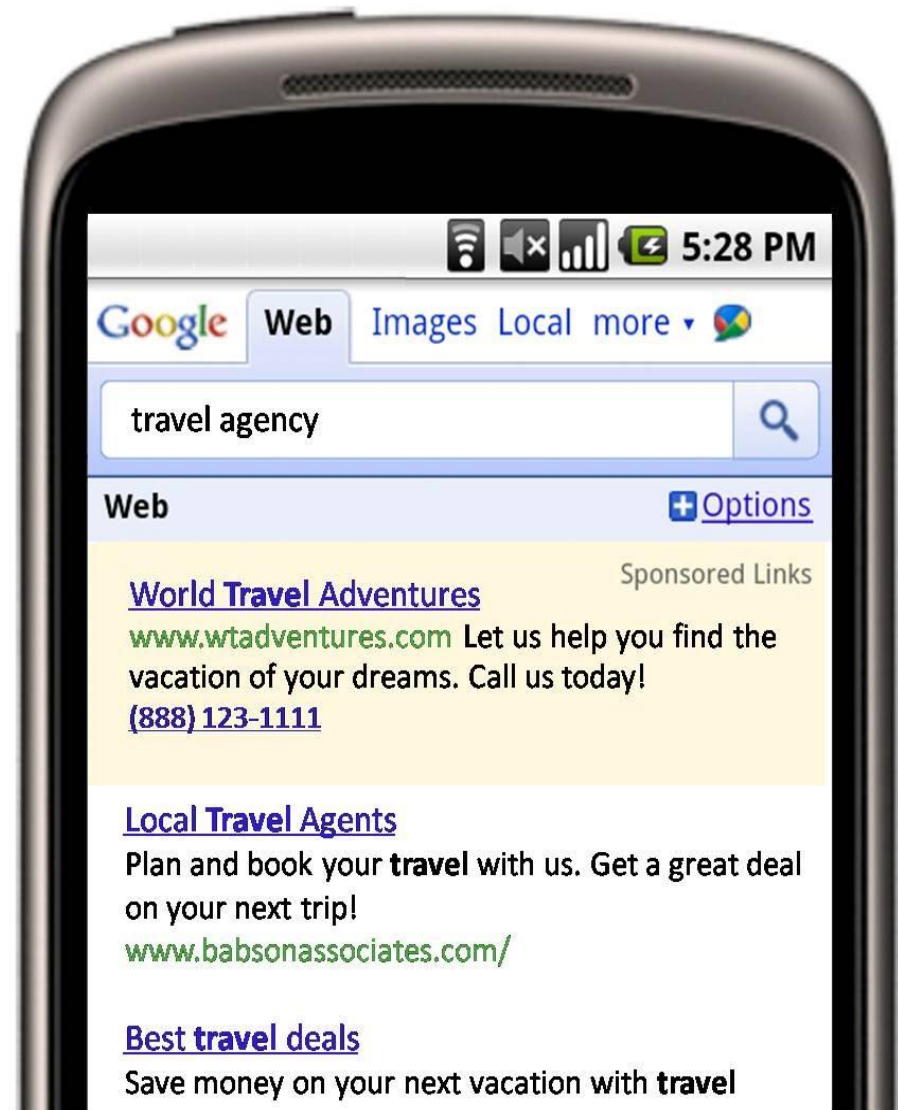 5:28 PM
Google Web Images Local more
travel agency
Web Options
Sponsored Links
World Travel Adventures
www.wtadventures.com Let us help you find the
vacation of your dreams. Call us today!
(888) 123-1111
Local Travel Agents
Plan and book your travel with us. Get a great deal
on your next trip!
www.babsonassociates.com/
Best travel deals
Save money on your next vacation with travel